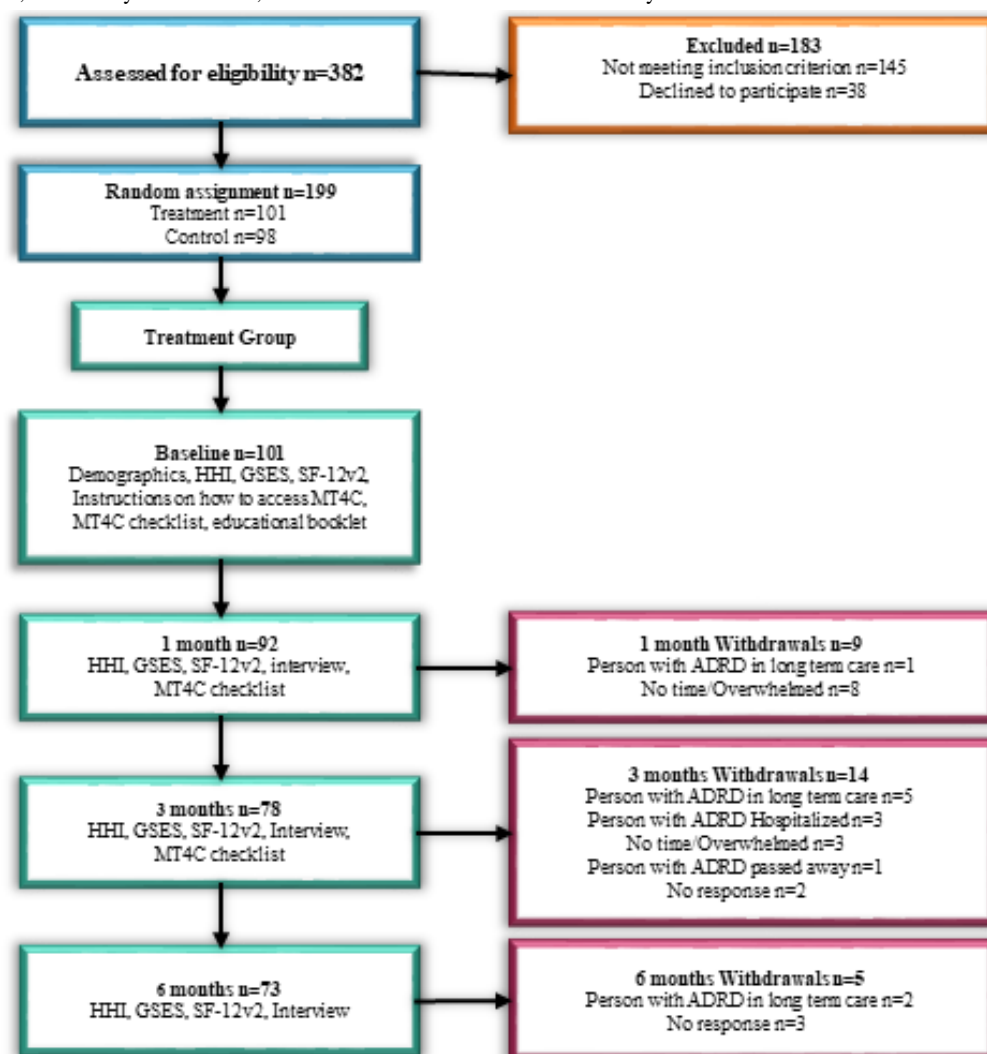 Assessed for eligibility n=382
Excluded n=183
Not meeting inclusion criterion n=145
Declined to participate n=38
Random assignment n=199
Treatment n=101
Control n=98
Treatment Group
Baseline n=101
Demographics, HHI, GSES, SF-12v2,
Instructions on how to access MT4C,
MT4C checklist, educational booklet
1 month n=92
HHI, GSES, SF-12v2, interview,
MT4C checklist
1 month Withdrawals n=9
Person with ADRD in long term care n=1
No time/Overwhelmed n=8
3 months n=78
HHI, GSES, SF-12v2, Interview,
MT4C checklist
3 months Withdrawals n=14
Person with ADRD in long term care n=5
Person with ADRD Hospitalized n=3
No time/Overwhelmed n=3
Person with ADRD passed away n=1
No response n=2
6 months n=73
HHI, GSES, SF-12v2, Interview
6 months Withdrawals n=5
Person with ADRD in long term care n=2
No response n=3